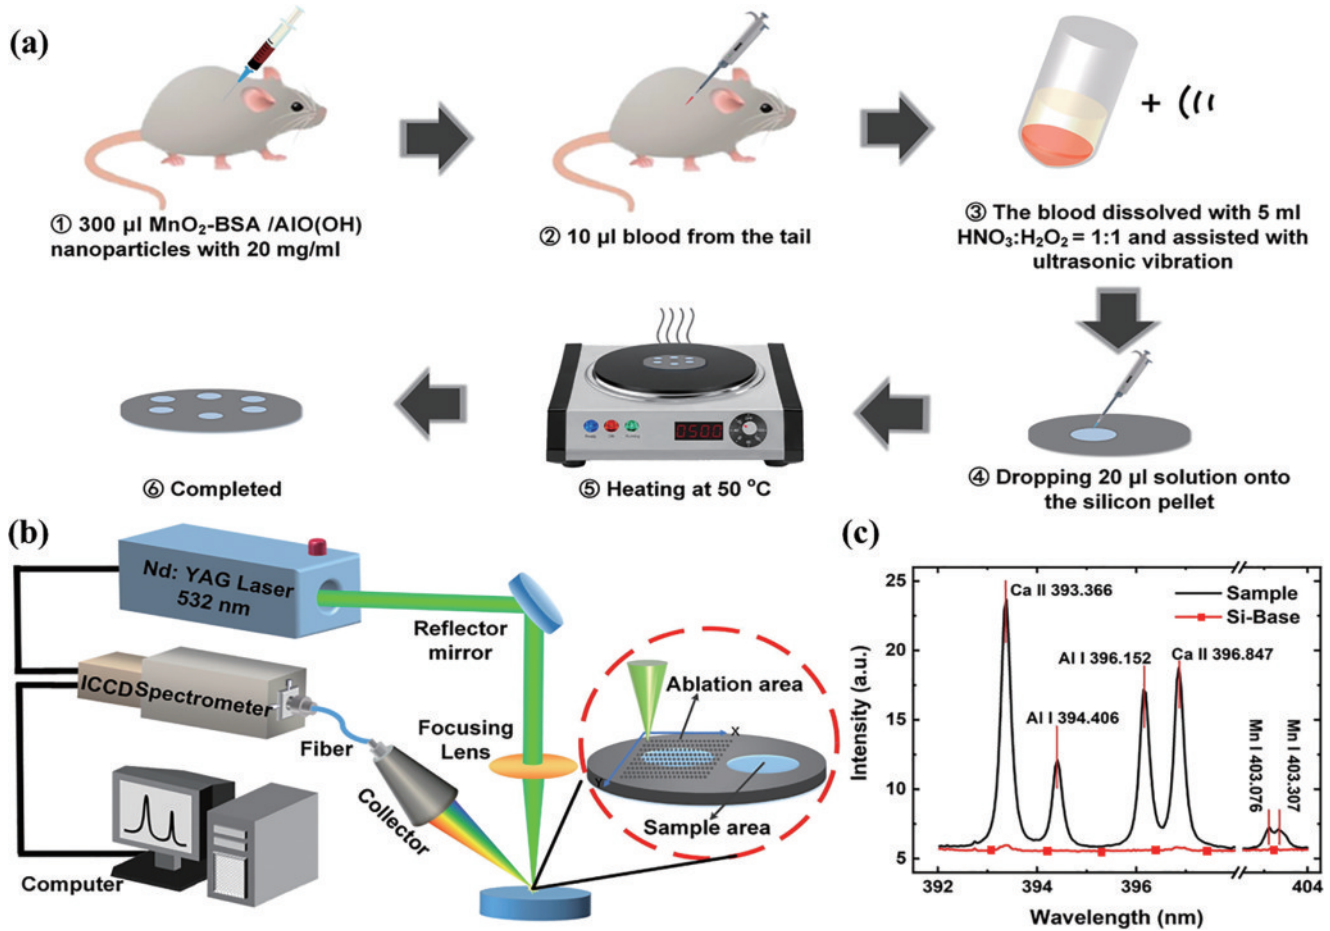 (a)
① 300 µl MnO₂-BSA /AlO(OH)
nanoparticles with 20 mg/ml
② 10 µl blood from the tail
+
③ The blood dissolved with 5 ml
HNO₃:H₂O₂ = 1:1 and assisted with
ultrasonic vibration
④ Dropping 20 µl solution onto
the silicon pellet
050.0
⑤ Heating at 50 °C
⑥ Completed
(b)
Nd: YAG Laser
532 nm
Reflector
mirror
ICCD Spectrometer
Fiber
Focusing
Lens
Collector
Computer
Ablation area
X
Y
Sample area
(c)
Intensity (a.u.)
25
20
15
10
5
Ca II 393.366
Al I 394.406
Al I 396.152
Ca II 396.847
Mn I 403.076
Mn I 403.307
Sample
Si-Base
392
394
396
404
Wavelength (nm)